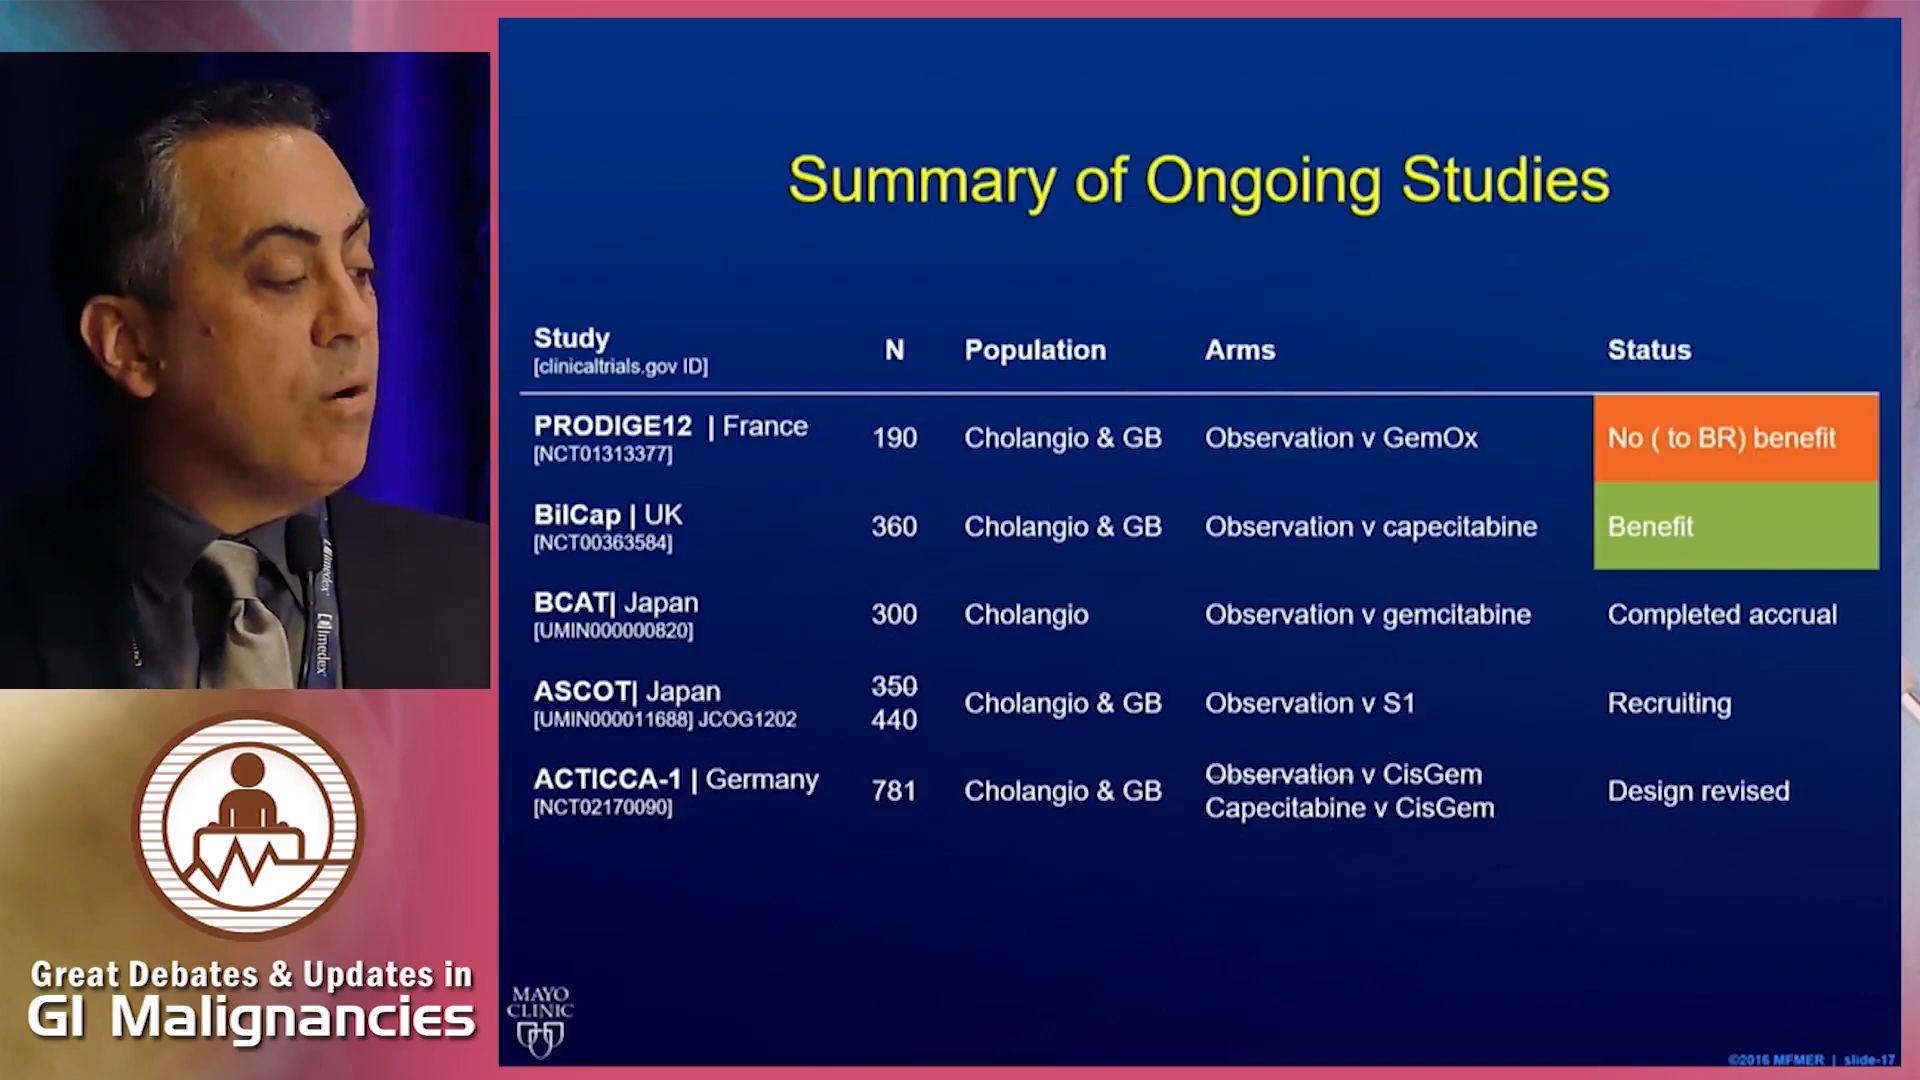 Summary of Ongoing Studies
Study
[clinicaltrials.gov ID]
N
Population
Arms
Status
PRODIGE12 | France
[NCT01313377]
190
Cholangio & GB
Observation v GemOx
No ( to BR) benefit
BilCap | UK
[NCT00363584]
360
Cholangio & GB
Observation v capecitabine
Benefit
BCAT| Japan
[UMIN000000820]
300
Cholangio
Observation v gemcitabine
Completed accrual
ASCOT| Japan
[UMIN000011688] JCOG1202
350
440
Cholangio & GB
Observation v S1
Recruiting
ACTICCA-1 | Germany
[NCT02170090]
781
Cholangio & GB
Observation v CisGem
Capecitabine v CisGem
Design revised
MAYO
CLINIC
©2016 MFMER | slide-17
Imedex
Imedex
Great Debates & Updates in
GI Malignancies